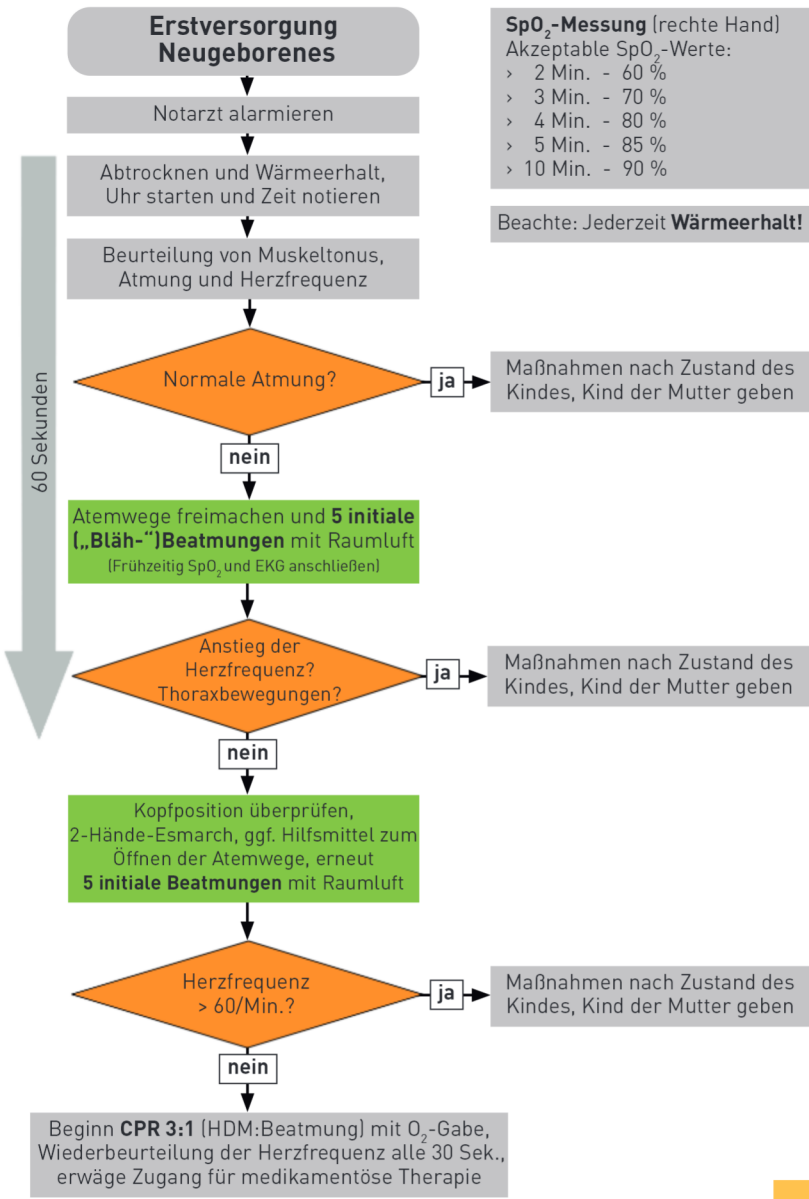 Erstversorgung
Neugeborenes
Notarzt alarmieren
Abtrocknen und Wärmeerhalt,
Uhr starten und Zeit notieren
Beurteilung von Muskeltonus,
Atmung und Herzfrequenz
60 Sekunden
Normale Atmung?
ja
Maßnahmen nach Zustand des
Kindes, Kind der Mutter geben
nein
Atemwege freimachen und 5 initiale
(„Bläh-“)Beatmungen mit Raumluft
(Frühzeitig SpO₂ und EKG anschließen)
Anstieg der
Herzfrequenz?
Thoraxbewegungen?
ja
Maßnahmen nach Zustand des
Kindes, Kind der Mutter geben
nein
Kopfposition überprüfen,
2-Hände-Esmarch, ggf. Hilfsmittel zum
Öffnen der Atemwege, erneut
5 initiale Beatmungen mit Raumluft
Herzfrequenz
> 60/Min.?
ja
Maßnahmen nach Zustand des
Kindes, Kind der Mutter geben
nein
Beginn CPR 3:1 (HDM:Beatmung) mit O₂-Gabe,
Wiederbeurteilung der Herzfrequenz alle 30 Sek.,
erwäge Zugang für medikamentöse Therapie
SpO₂-Messung (rechte Hand)
Akzeptable SpO₂-Werte:
› 2 Min. - 60 %
› 3 Min. - 70 %
› 4 Min. - 80 %
› 5 Min. - 85 %
› 10 Min. - 90 %
Beachte: Jederzeit Wärmeerhalt!